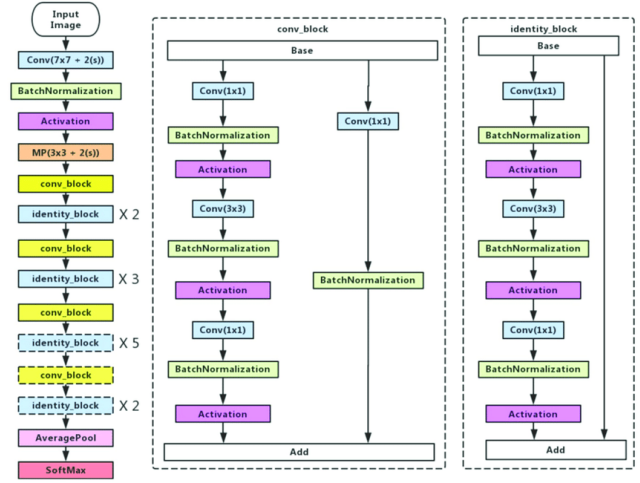 Input
Image
Conv(7x7 + 2(s))
BatchNormalization
Activation
MP(3x3 + 2(s))
conv_block
identity_block X 2
conv_block
identity_block X 3
conv_block
identity_block X 5
conv_block
identity_block X 2
AveragePool
SoftMax
conv_block
Base
Conv(1x1)
BatchNormalization
Activation
Conv(3x3)
BatchNormalization
Activation
Conv(1x1)
BatchNormalization
Activation
Conv(1x1)
BatchNormalization
Add
identity_block
Base
Conv(1x1)
BatchNormalization
Activation
Conv(3x3)
BatchNormalization
Activation
Conv(1x1)
BatchNormalization
Activation
Add